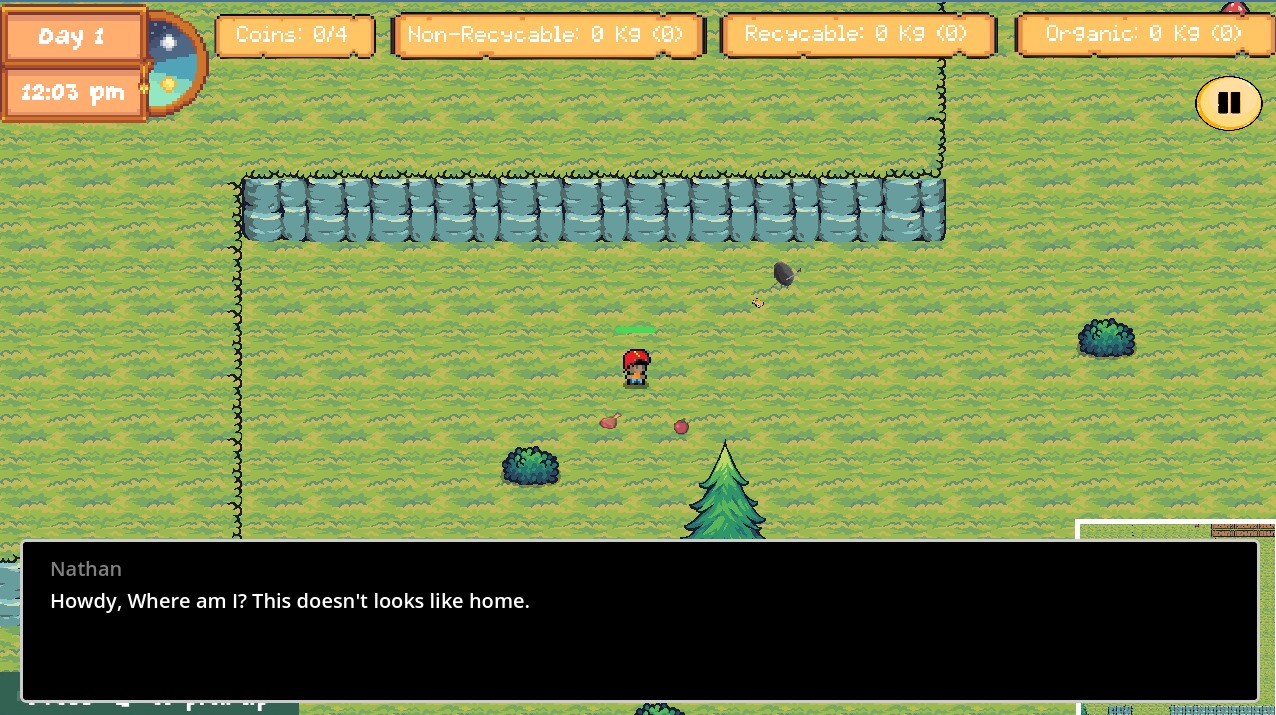 Day 1
12:03 pm
Coins: 0/4
Non-Recycable: 0 Kg (0)
Recycable: 0 Kg (0)
Organic: 0 Kg (0)
Nathan
Howdy, Where am I? This doesn't looks like home.